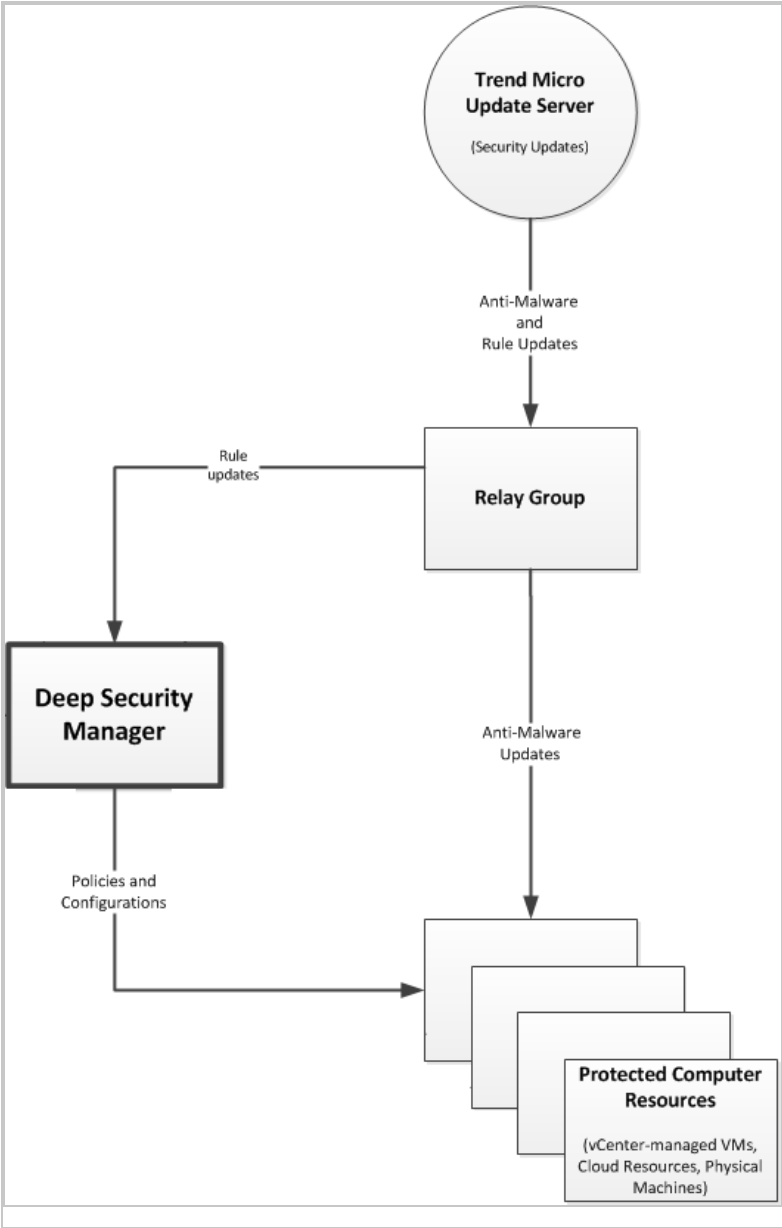 Trend Micro
Update Server
(Security Updates)
Anti-Malware
and
Rule Updates
Rule
updates
Relay Group
Deep Security
Manager
Anti-Malware
Updates
Policies and
Configurations
Protected Computer
Resources
(vCenter-managed VMs,
Cloud Resources, Physical
Machines)